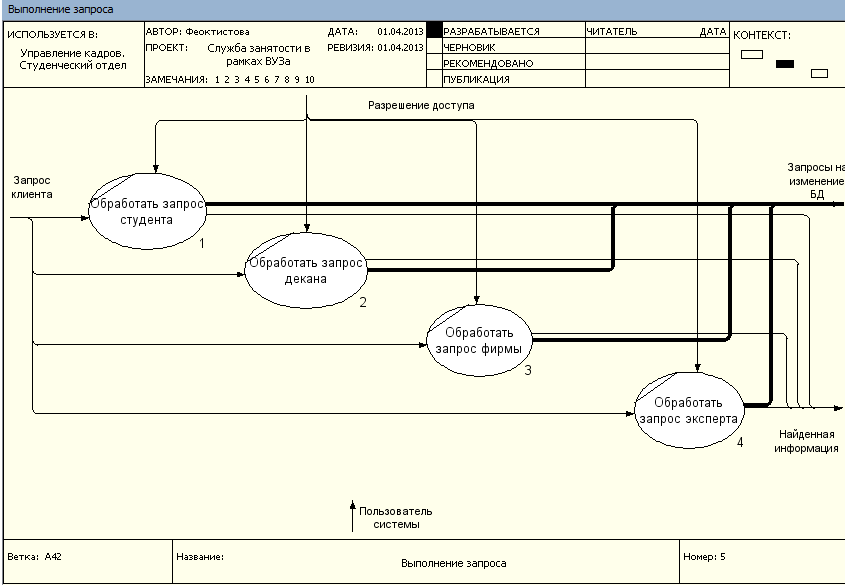 Выполнение запроса
ИСПОЛЬЗУЕТСЯ В:
Управление кадров.
Студенческий отдел
АВТОР: Феоктистова
ДАТА: 01.04.2013
ПРОЕКТ: Служба занятости в
рамках ВУЗа
РЕВИЗИЯ: 01.04.2013
ЗАМЕЧАНИЯ: 1 2 3 4 5 6 7 8 9 10
РАЗРАБАТЫВАЕТСЯ
ЧЕРНОВИК
РЕКОМЕНДОВАНО
ПУБЛИКАЦИЯ
ЧИТАТЕЛЬ ДАТА
КОНТЕКСТ:
Разрешение доступа
Запрос
клиента
Запросы на
изменение
БД
Обработать запрос
студента
1
Обработать запрос
декана
2
Обработать
запрос фирмы
3
Обработать
запрос эксперта
4
Найденная
информация
Пользователь
системы
Ветка: A42
Название:
Выполнение запроса
Номер: 5